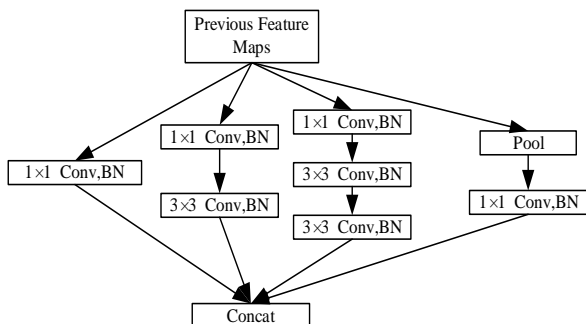 Previous Feature
Maps
1×1 Conv,BN
1×1 Conv,BN
3×3 Conv,BN
1×1 Conv,BN
3×3 Conv,BN
3×3 Conv,BN
Pool
1×1 Conv,BN
Concat